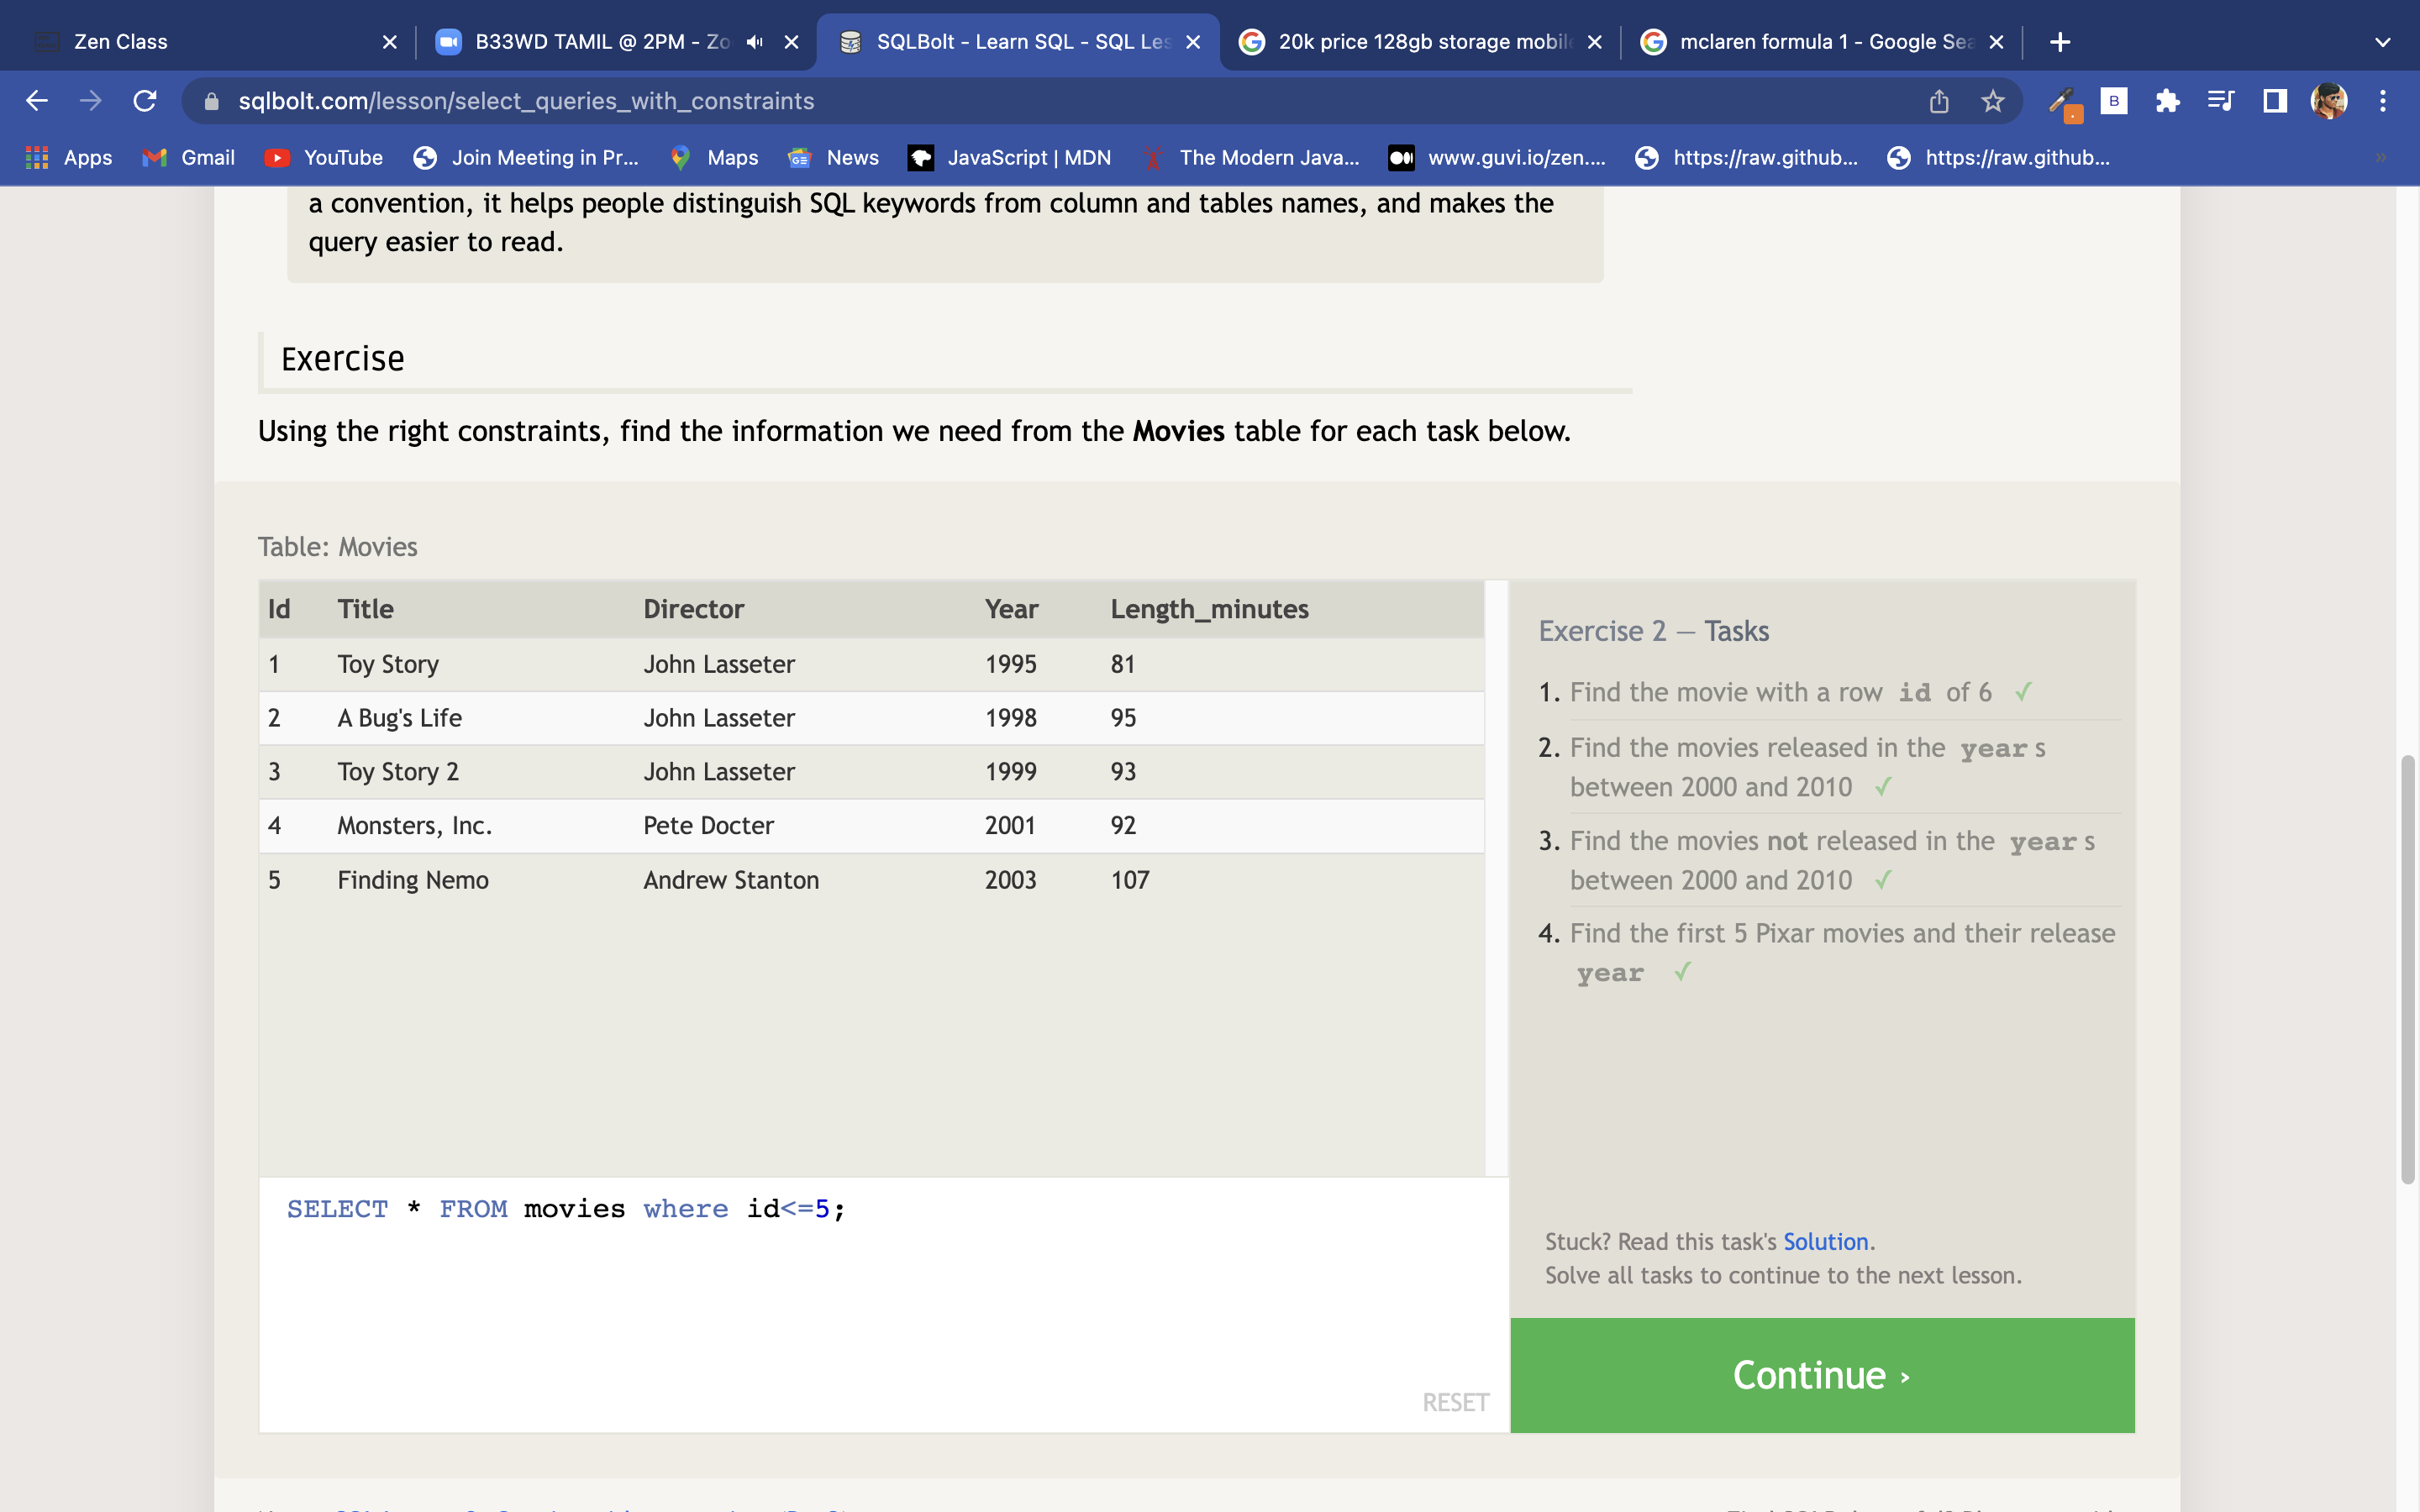 Zen Class
B33WD TAMIL @ 2PM - Zo
SQLBolt - Learn SQL - SQL Les
20k price 128gb storage mobile
mclaren formula 1 - Google Sea
sqlbolt.com/lesson/select_queries_with_constraints
B
Apps
Gmail
YouTube
Join Meeting in Pr...
Maps
News
JavaScript | MDN
The Modern Java...
www.guvi.io/zen....
https://raw.github...
https://raw.github...
a convention, it helps people distinguish SQL keywords from column and tables names, and makes the
query easier to read.
Exercise
Using the right constraints, find the information we need from the Movies table for each task below.
Table: Movies
Id Title Director Year Length_minutes
1 Toy Story John Lasseter 1995 81
2 A Bug's Life John Lasseter 1998 95
3 Toy Story 2 John Lasseter 1999 93
4 Monsters, Inc. Pete Docter 2001 92
5 Finding Nemo Andrew Stanton 2003 107
SELECT * FROM movies where id<=5;
RESET
Exercise 2 — Tasks
1. Find the movie with a row id of 6 ✓
2. Find the movies released in the year s
between 2000 and 2010 ✓
3. Find the movies not released in the year s
between 2000 and 2010 ✓
4. Find the first 5 Pixar movies and their release
year ✓
Stuck? Read this task's Solution.
Solve all tasks to continue to the next lesson.
Continue ›